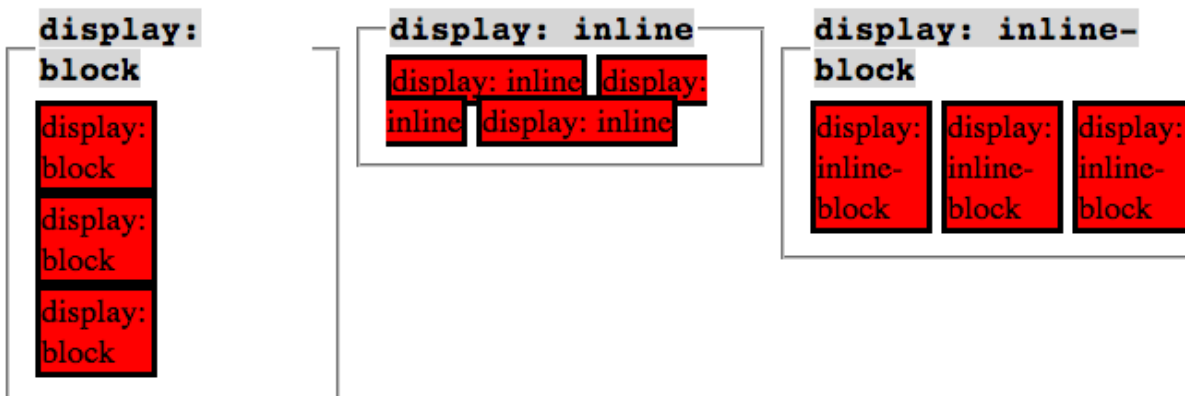 display:
block
display:
block
display:
block
display:
block
display: inline
display: inline display:
inline display: inline
display: inline-
block
display: display: display:
inline- inline- inline-
block block block